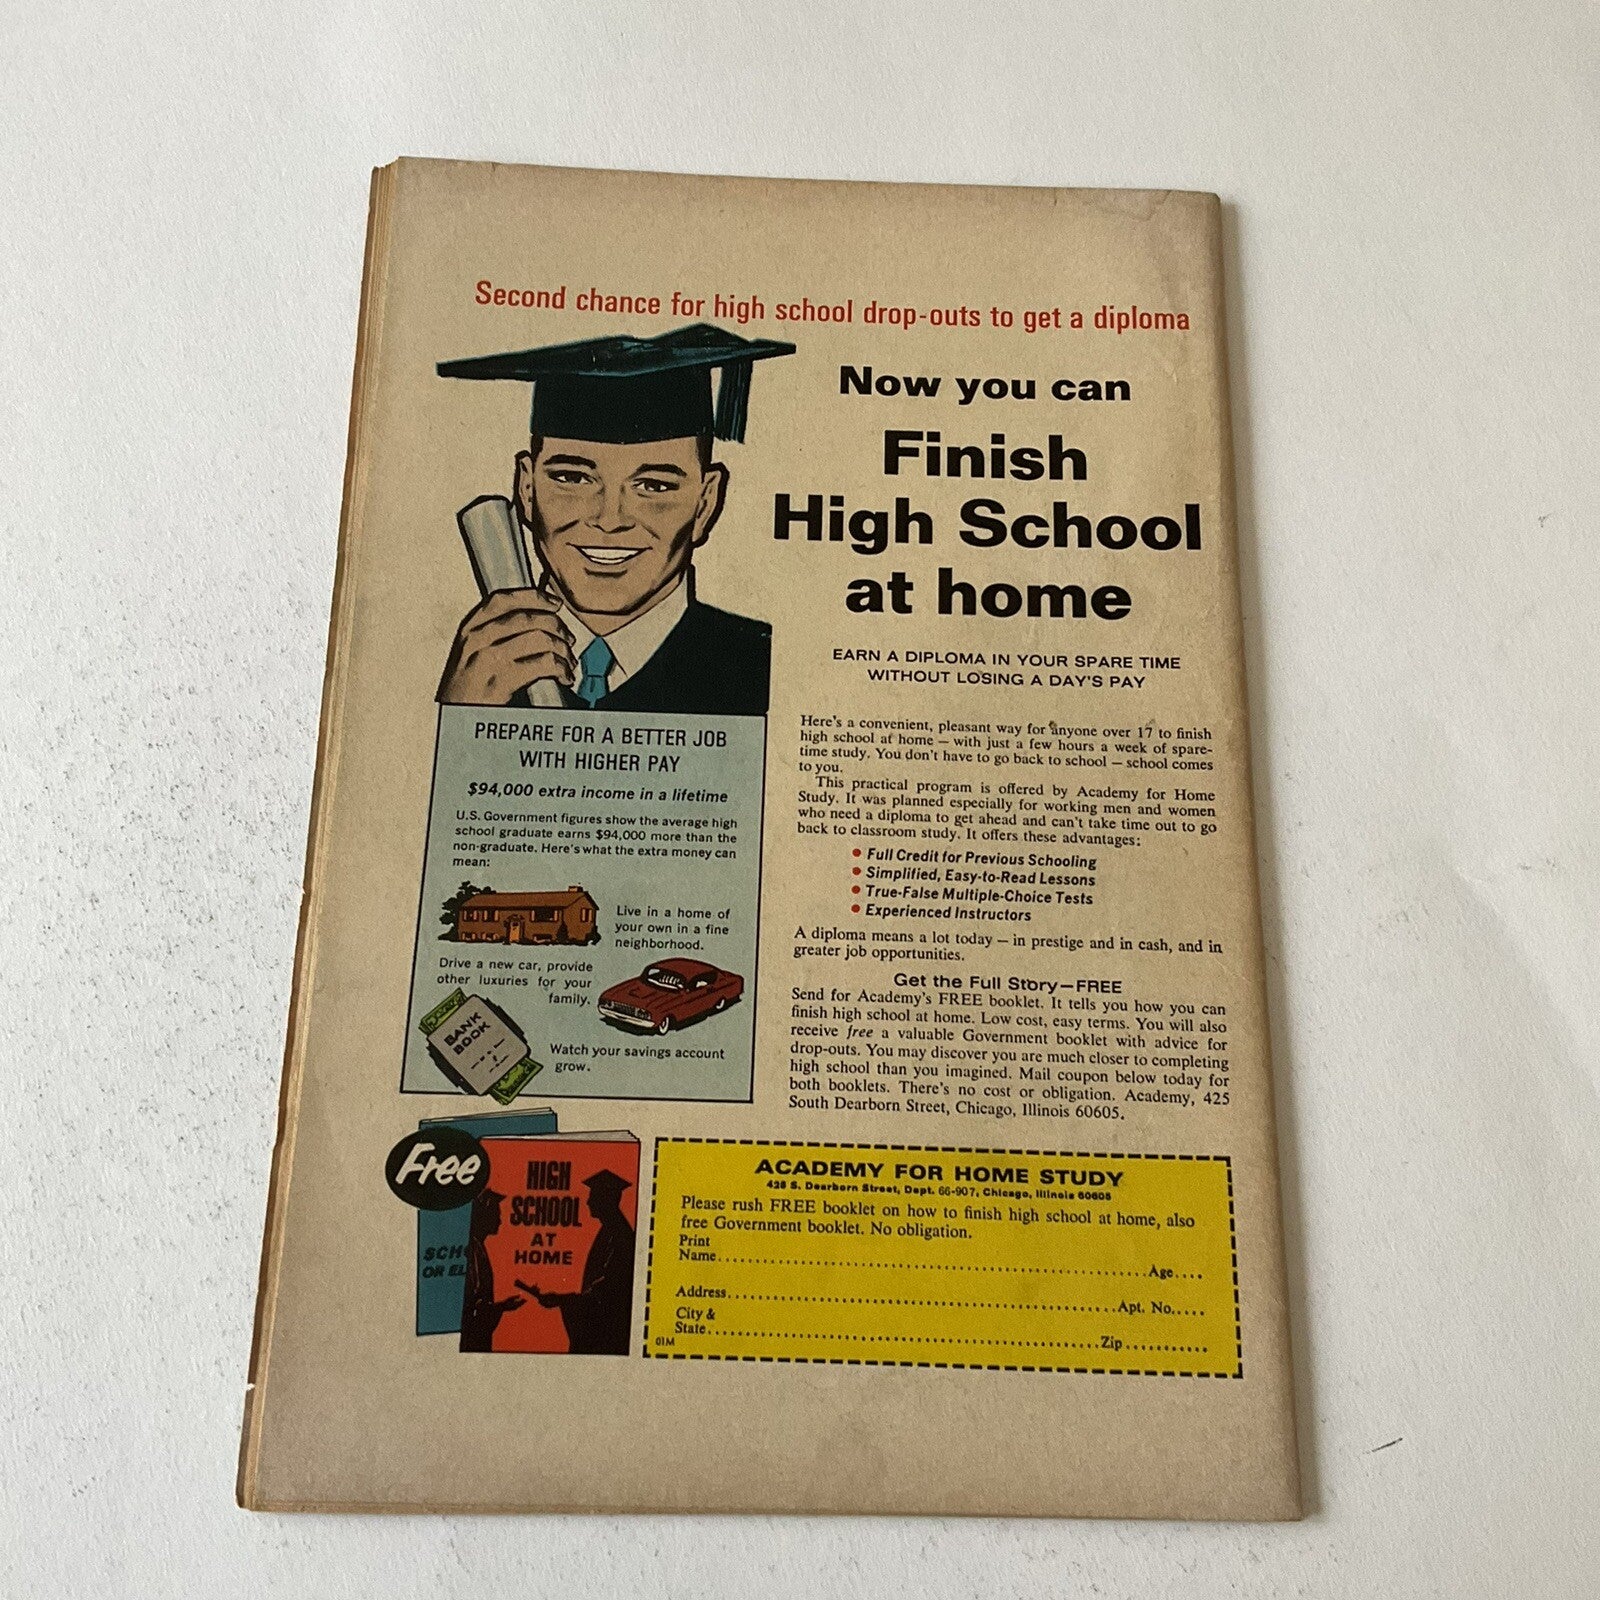 Second chance for high school drop-outs to get a diploma
Now you can
Finish
High School
at home
EARN A DIPLOMA IN YOUR SPARE TIME
WITHOUT LOSING A DAY'S PAY
PREPARE FOR A BETTER JOB
WITH HIGHER PAY
$94,000 extra income in a lifetime
U.S. Government figures show the average high
school graduate earns $94,000 more than the
non-graduate. Here's what the extra money can
mean:
Live in a home of
your own in a fine
neighborhood.
Drive a new car, provide
other luxuries for your
family.
BANK
BOOK
Watch your savings account
grow.
Here's a convenient, pleasant way for anyone over 17 to finish
high school at home — with just a few hours a week of spare-
time study. You don't have to go back to school — school comes
to you.
This practical program is offered by Academy for Home
Study. It was planned especially for working men and women
who need a diploma to get ahead and can't take time out to go
back to classroom study. It offers these advantages:
• Full Credit for Previous Schooling
• Simplified, Easy-to-Read Lessons
• True-False Multiple-Choice Tests
• Experienced Instructors
A diploma means a lot today — in prestige and in cash, and in
greater job opportunities.
Get the Full Story—FREE
Send for Academy's FREE booklet. It tells you how you can
finish high school at home. Low cost, easy terms. You will also
receive free a valuable Government booklet with advice for
drop-outs. You may discover you are much closer to completing
high school than you imagined. Mail coupon below today for
both booklets. There's no cost or obligation. Academy, 425
South Dearborn Street, Chicago, Illinois 60605.
Free
HIGH
SCHOOL
AT
HOME
SCH
OR EL
ACADEMY FOR HOME STUDY
425 S. Dearborn Street, Dept. 66-907, Chicago, Illinois 60605
Please rush FREE booklet on how to finish high school at home, also
free Government booklet. No obligation.
Print
Name..........Age....
Address..........Apt. No.....
City &
State..........Zip..........
01M